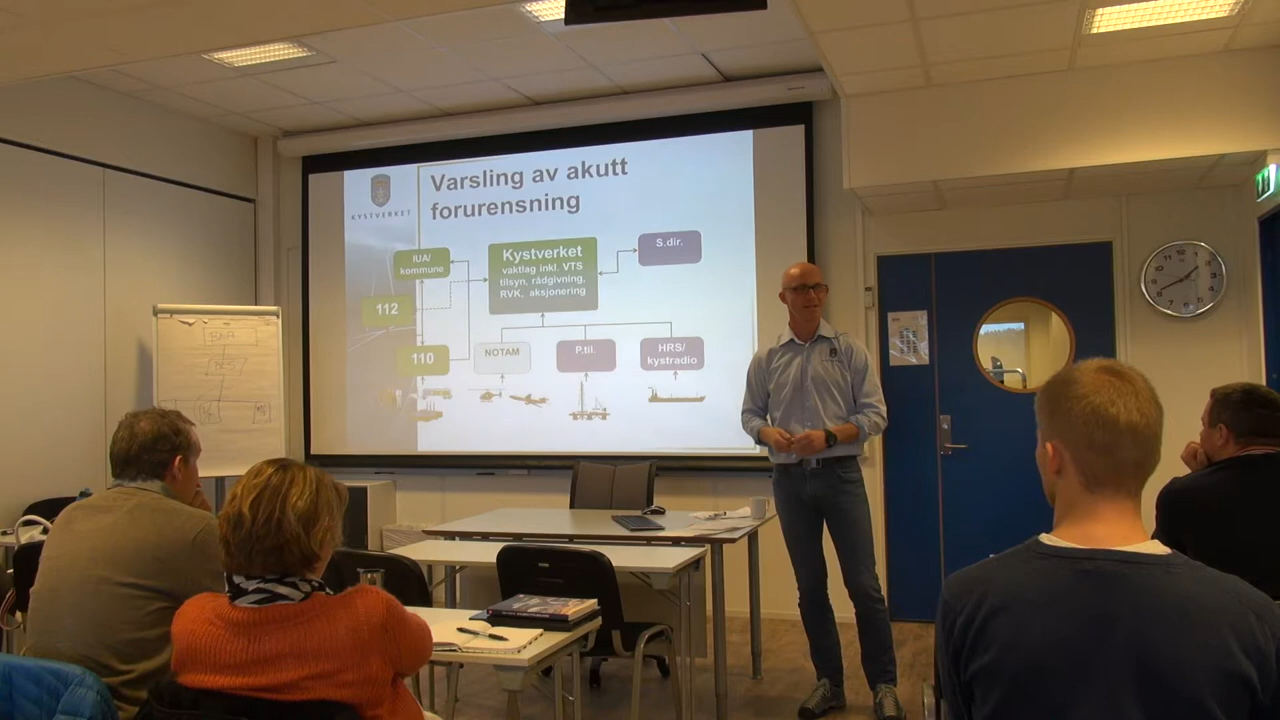 Varsling av akutt
forurensning
KYSTVERKET
IUA/
kommune
Kystverket
vaktlag inkl. VTS
tilsyn, rådgivning,
RVK, aksjonering
S.dir.
112
110
NOTAM
P.til.
HRS/
kystradio